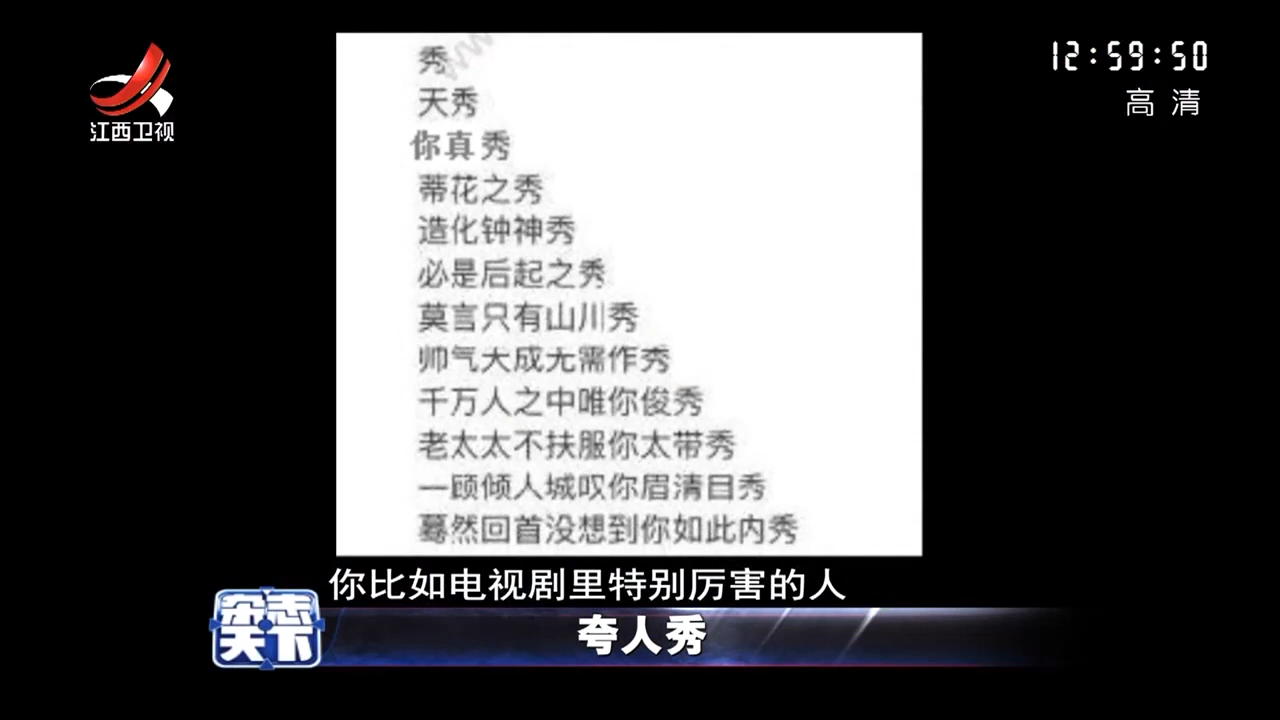 江西卫视
12:59:50
高清
秀
天秀
你真秀
蒂花之秀
造化钟神秀
必是后起之秀
莫言只有山川秀
帅气大成无需作秀
千万人之中唯你俊秀
老太太不扶服你太带秀
一顾倾人城叹你眉清目秀
蓦然回首没想到你如此内秀
你比如电视剧里特别厉害的人
杂志天下
夸人秀